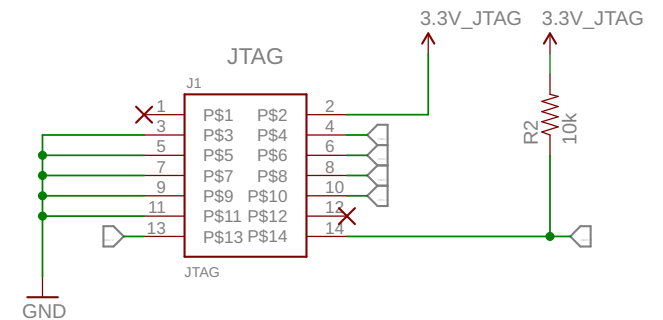 3.3V_JTAG 3.3V_JTAG
JTAG
J1
1 P$1 P$2 2
3 P$3 P$4 4
5 P$5 P$6 6
7 P$7 P$8 8
9 P$9 P$10 10
11 P$11 P$12 12
13 P$13 P$14 14
R2
10k
JTAG
GND